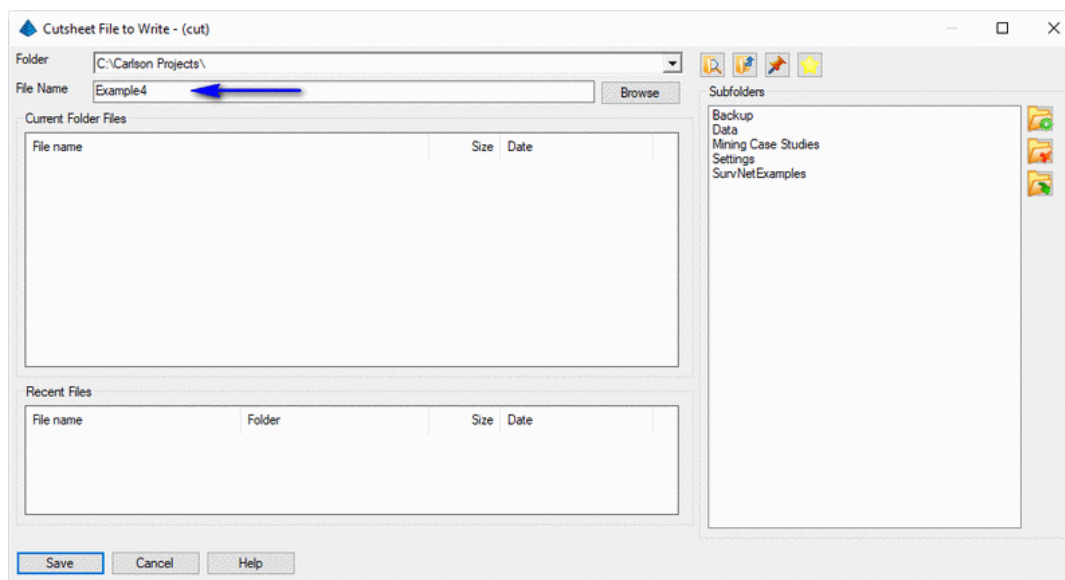 Cutsheet File to Write - (cut)
Folder
C:\Carlson Projects\
File Name
Example4
Browse
Current Folder Files
File name Size Date
Recent Files
File name Folder Size Date
Subfolders
Backup
Data
Mining Case Studies
Settings
SurvNetExamples
Save Cancel Help